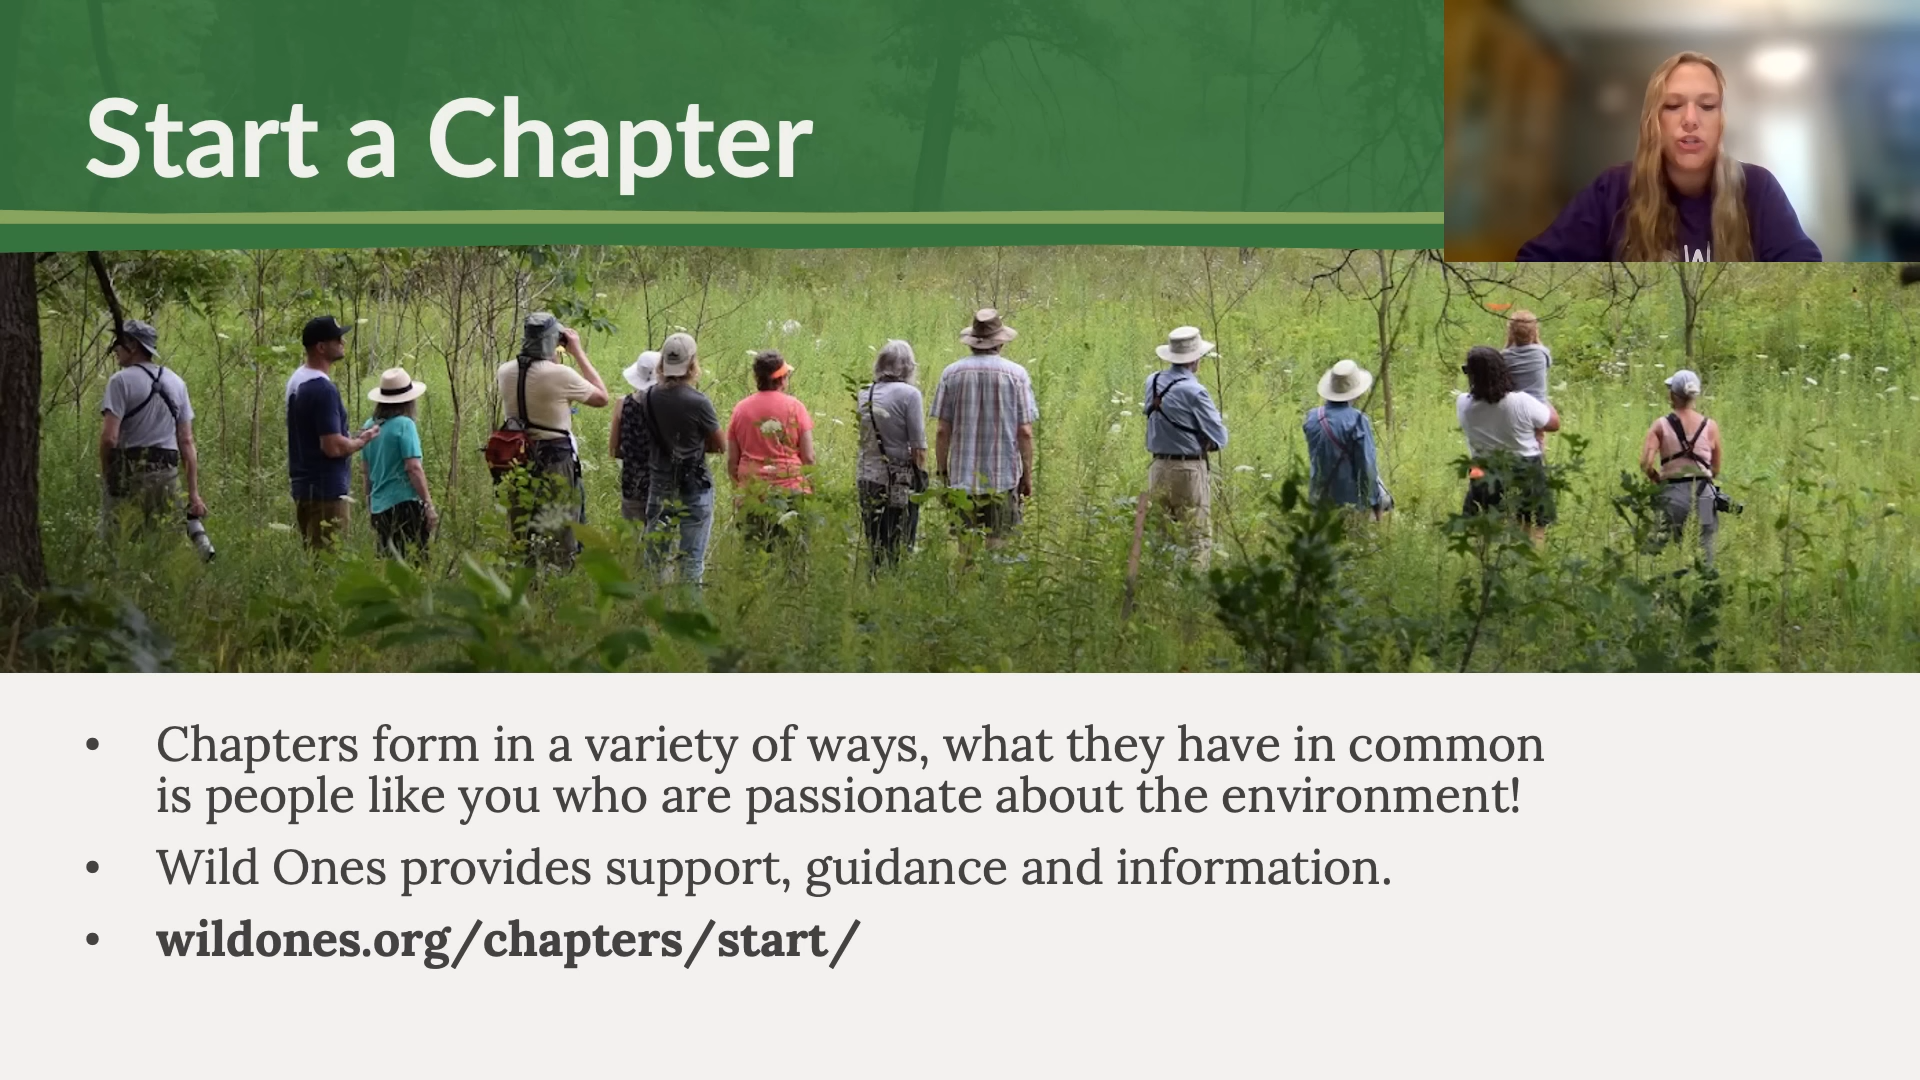 Start a Chapter
• Chapters form in a variety of ways, what they have in common
is people like you who are passionate about the environment!
• Wild Ones provides support, guidance and information.
• wildones.org/chapters/start/